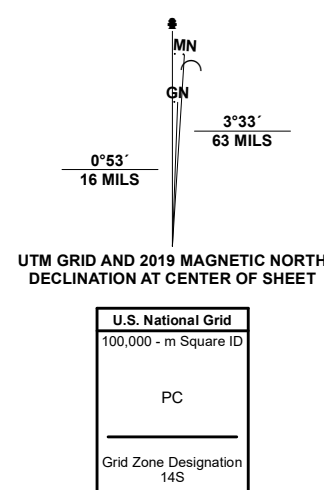 MN
GN
3°33´
63 MILS
0°53´
16 MILS
UTM GRID AND 2019 MAGNETIC NORTH
DECLINATION AT CENTER OF SHEET
U.S. National Grid
100,000 - m Square ID
PC
Grid Zone Designation
14S